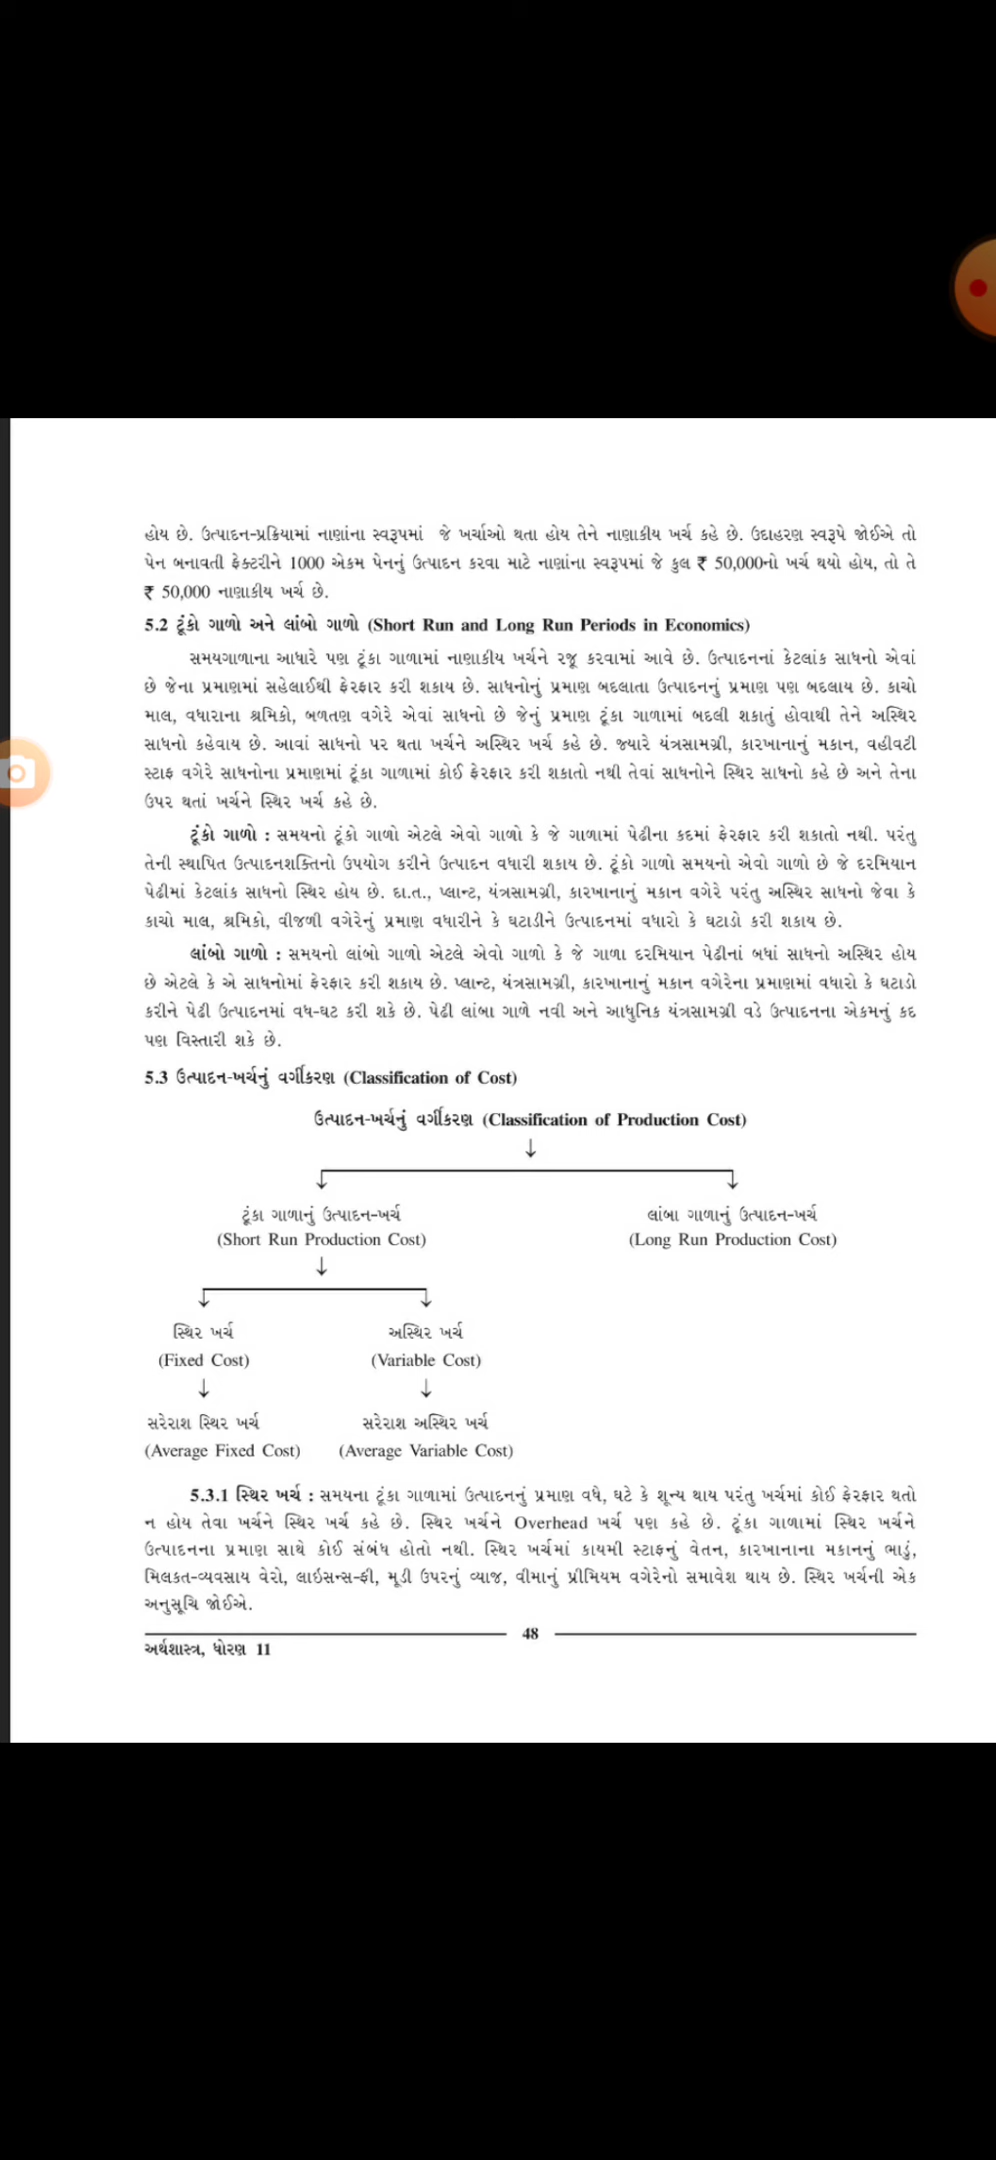 હોય છે. ઉત્પાદન-પ્રક્રિયામાં નાણાંના સ્વરૂપમાં જે ખર્ચાઓ થતા હોય તેને નાણાકીય ખર્ચ કહે છે. ઉદાહરણ સ્વરૂપે જોઈએ તો
પેન બનાવતી ફેક્ટરીને 1000 એકમ પેનનું ઉત્પાદન કરવા માટે નાણાંના સ્વરૂપમાં જે કુલ ₹ 50,000નો ખર્ચ થયો હોય, તો તે
₹ 50,000 નાણાકીય ખર્ચ છે.
5.2 ટૂંકો ગાળો અને લાંબો ગાળો (Short Run and Long Run Periods in Economics)
સમયગાળાના આધારે પણ ટૂંકા ગાળામાં નાણાકીય ખર્ચને રજૂ કરવામાં આવે છે. ઉત્પાદનનાં કેટલાંક સાધનો એવાં
છે જેના પ્રમાણમાં સહેલાઈથી ફેરફાર કરી શકાય છે. સાધનોનું પ્રમાણ બદલાતા ઉત્પાદનનું પ્રમાણ પણ બદલાય છે. કાચો
માલ, વધારાના શ્રમિકો, બળતણ વગેરે એવાં સાધનો છે જેનું પ્રમાણ ટૂંકા ગાળામાં બદલી શકાતું હોવાથી તેને અસ્થિર
સાધનો કહેવાય છે. આવાં સાધનો પર થતા ખર્ચને અસ્થિર ખર્ચ કહે છે. જ્યારે યંત્રસામગ્રી, કારખાનાનું મકાન, વહીવટી
સ્ટાફ વગેરે સાધનોના પ્રમાણમાં ટૂંકા ગાળામાં કોઈ ફેરફાર કરી શકાતો નથી તેવાં સાધનોને સ્થિર સાધનો કહે છે અને તેના
ઉપર થતાં ખર્ચને સ્થિર ખર્ચ કહે છે.
ટૂંકો ગાળો : સમયનો ટૂંકો ગાળો એટલે એવો ગાળો કે જે ગાળામાં પેઢીના કદમાં ફેરફાર કરી શકાતો નથી. પરંતુ
તેની સ્થાપિત ઉત્પાદનશક્તિનો ઉપયોગ કરીને ઉત્પાદન વધારી શકાય છે. ટૂંકો ગાળો સમયનો એવો ગાળો છે જે દરમિયાન
પેઢીમાં કેટલાંક સાધનો સ્થિર હોય છે. દા.ત., પ્લાન્ટ, યંત્રસામગ્રી, કારખાનાનું મકાન વગેરે પરંતુ અસ્થિર સાધનો જેવા કે
કાચો માલ, શ્રમિકો, વીજળી વગેરેનું પ્રમાણ વધારીને કે ઘટાડીને ઉત્પાદનમાં વધારો કે ઘટાડો કરી શકાય છે.
લાંબો ગાળો : સમયનો લાંબો ગાળો એટલે એવો ગાળો કે જે ગાળા દરમિયાન પેઢીનાં બધાં સાધનો અસ્થિર હોય
છે એટલે કે એ સાધનોમાં ફેરફાર કરી શકાય છે. પ્લાન્ટ, યંત્રસામગ્રી, કારખાનાનું મકાન વગેરેના પ્રમાણમાં વધારો કે ઘટાડો
કરીને પેઢી ઉત્પાદનમાં વધ-ઘટ કરી શકે છે. પેઢી લાંબા ગાળે નવી અને આધુનિક યંત્રસામગ્રી વડે ઉત્પાદનના એકમનું કદ
પણ વિસ્તારી શકે છે.
5.3 ઉત્પાદન-ખર્ચનું વર્ગીકરણ (Classification of Cost)
ઉત્પાદન-ખર્ચનું વર્ગીકરણ (Classification of Production Cost)
ટૂંકા ગાળાનું ઉત્પાદન-ખર્ચ લાંબા ગાળાનું ઉત્પાદન-ખર્ચ
(Short Run Production Cost) (Long Run Production Cost)
સ્થિર ખર્ચ અસ્થિર ખર્ચ
(Fixed Cost) (Variable Cost)
સરેરાશ સ્થિર ખર્ચ સરેરાશ અસ્થિર ખર્ચ
(Average Fixed Cost) (Average Variable Cost)
5.3.1 સ્થિર ખર્ચ : સમયના ટૂંકા ગાળામાં ઉત્પાદનનું પ્રમાણ વધે, ઘટે કે શૂન્ય થાય પરંતુ ખર્ચમાં કોઈ ફેરફાર થતો
ન હોય તેવા ખર્ચને સ્થિર ખર્ચ કહે છે. સ્થિર ખર્ચને Overhead ખર્ચ પણ કહે છે. ટૂંકા ગાળામાં સ્થિર ખર્ચને
ઉત્પાદનના પ્રમાણ સાથે કોઈ સંબંધ હોતો નથી. સ્થિર ખર્ચમાં કાયમી સ્ટાફનું વેતન, કારખાનાના મકાનનું ભાડું,
મિલકત-વ્યવસાય વેરો, લાઇસન્સ-ફી, મૂડી ઉપરનું વ્યાજ, વીમાનું પ્રીમિયમ વગેરેનો સમાવેશ થાય છે. સ્થિર ખર્ચની એક
અનુસૂચિ જોઈએ.
48
અર્થશાસ્ત્ર, ધોરણ 11